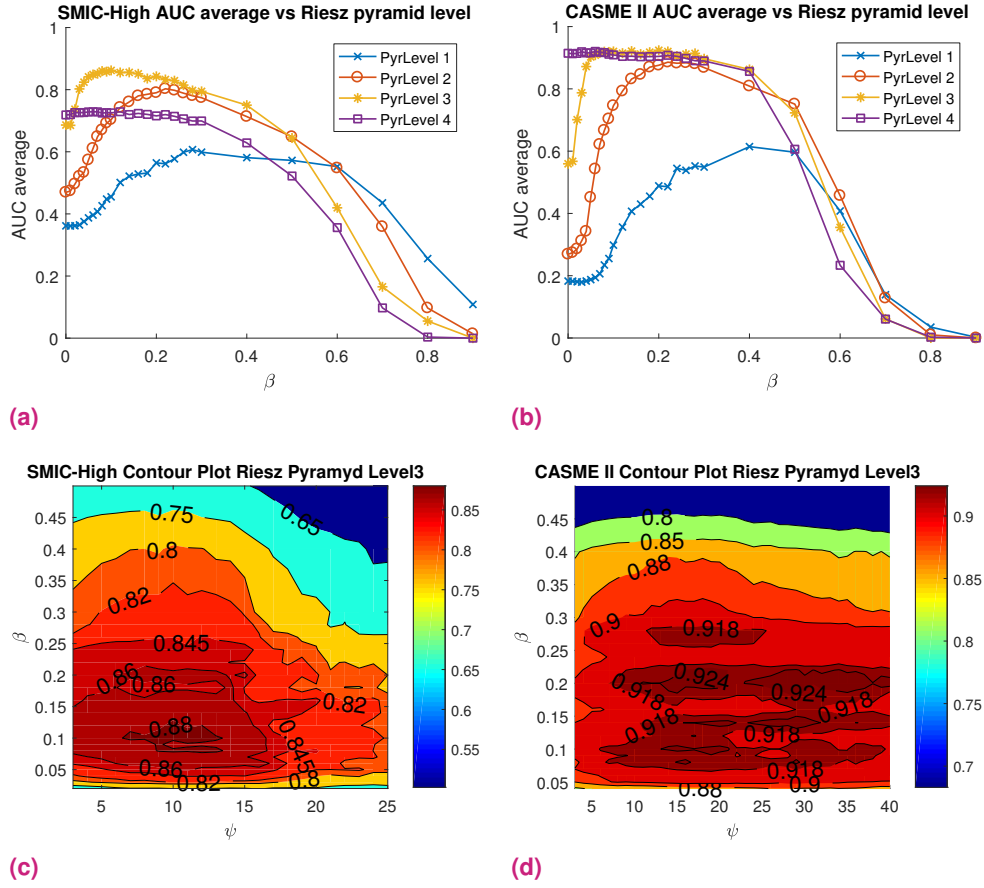 SMIC-High AUC average vs Riesz pyramid level
CASME II AUC average vs Riesz pyramid level
1
0.8
0.6
0.4
0.2
0
AUC average
0 0.2 0.4 0.6 0.8
β
PyrLevel 1
PyrLevel 2
PyrLevel 3
PyrLevel 4
1
0.8
0.6
0.4
0.2
0
AUC average
0 0.2 0.4 0.6 0.8
β
PyrLevel 1
PyrLevel 2
PyrLevel 3
PyrLevel 4
(a)
(b)
SMIC-High Contour Plot Riesz Pyramyd Level3
CASME II Contour Plot Riesz Pyramyd Level3
0.45
0.4
0.35
0.3
0.25
0.2
0.15
0.1
0.05
β
5 10 15 20 25
ψ
0.75
0.65
0.8
0.82
0.845
0.86
0.86
0.82
0.88
0.845
0.86
0.82
0.8
0.85
0.8
0.75
0.7
0.65
0.6
0.55
0.45
0.4
0.35
0.3
0.25
0.2
0.15
0.1
0.05
β
5 10 15 20 25 30 35 40
ψ
0.8
0.85
0.88
0.9
0.918
0.924
0.924
0.918
0.918
0.918
0.918
0.918
0.88
0.9
0.9
0.85
0.8
0.75
0.7
(c)
(d)